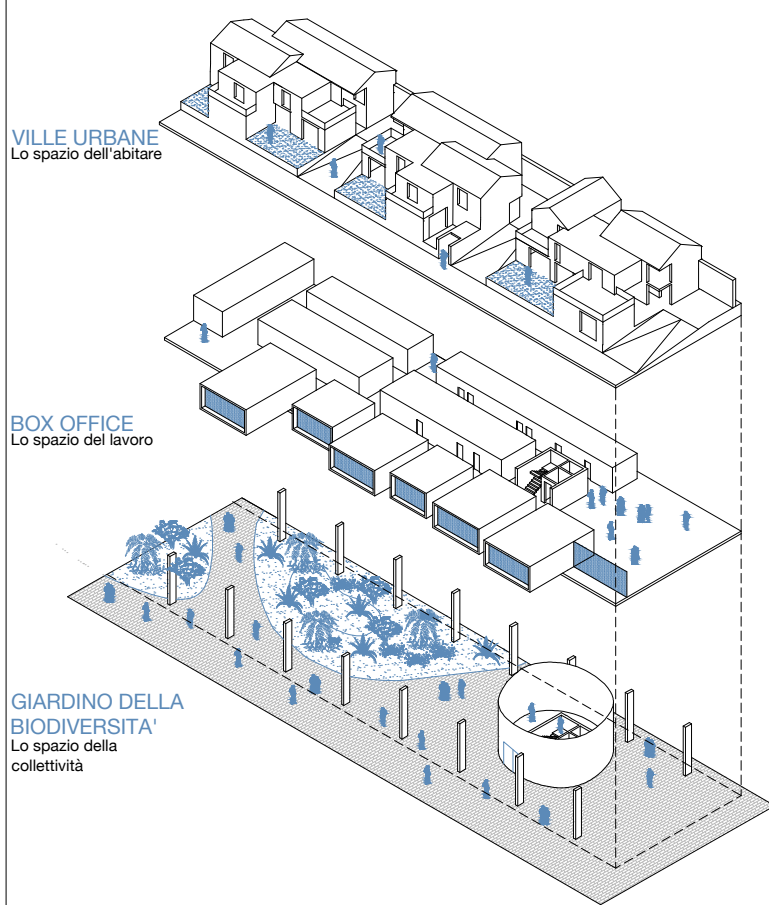 VILLE URBANE
Lo spazio dell'abitare
BOX OFFICE
Lo spazio del lavoro
GIARDINO DELLA
BIODIVERSITA'
Lo spazio della
collettività